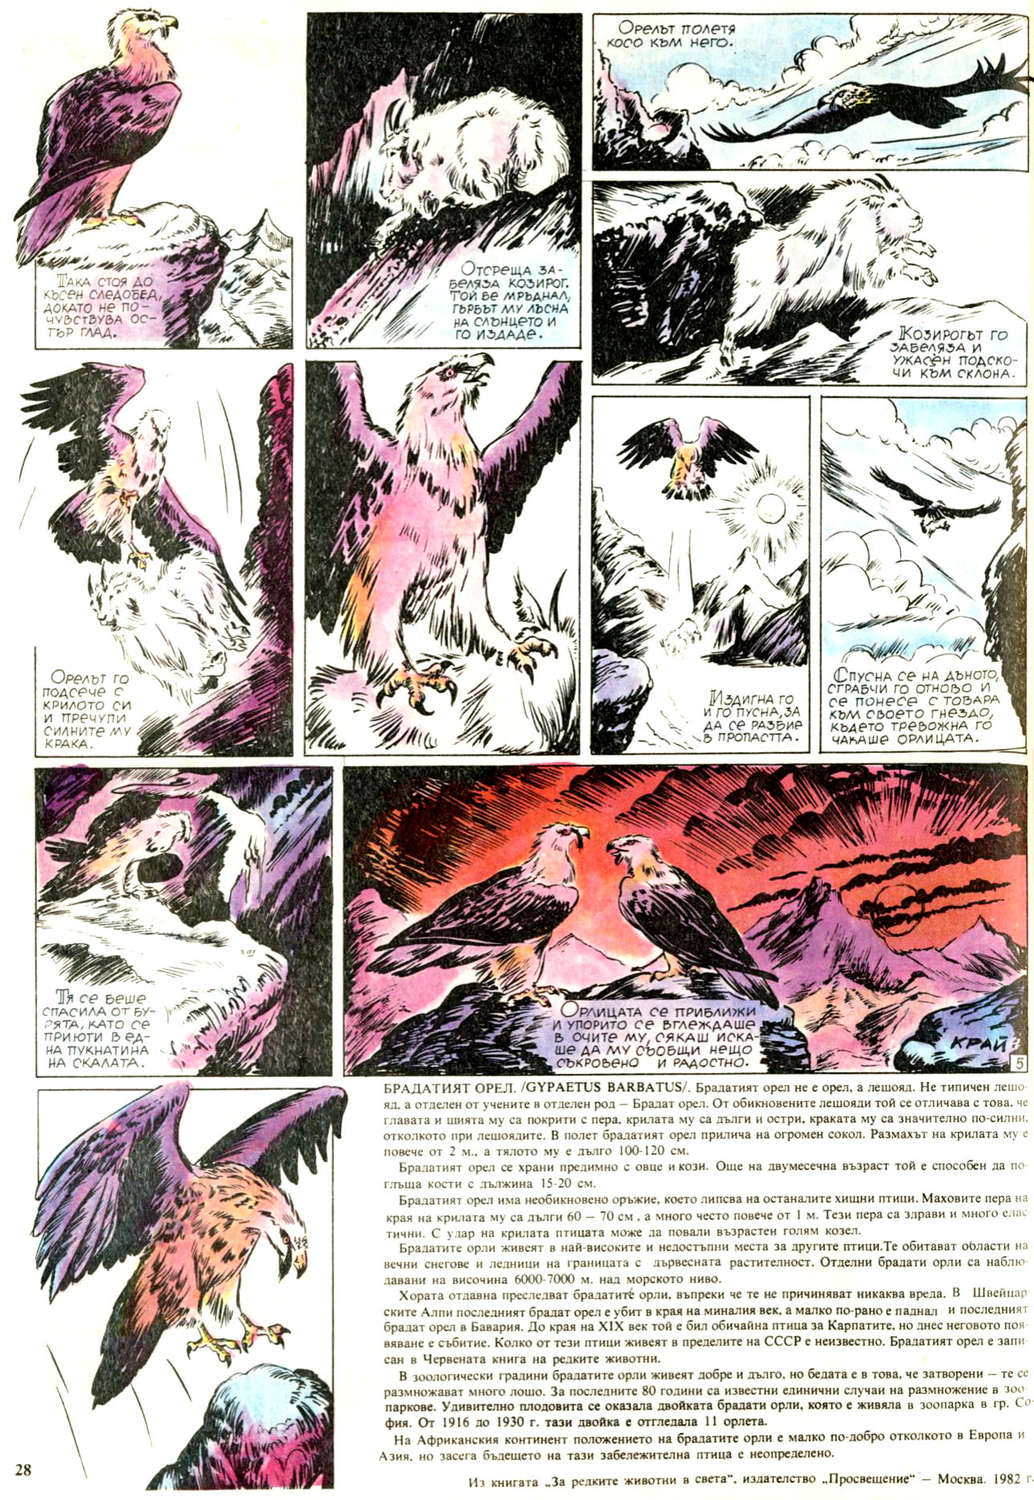 Така стоя до
късен следобед,
докато не по-
чувствува ос-
тър глад.
Отсреща за-
беляза козирог.
Той бе мръднал,
гърбът му лъсна
на слънцето и
го издаде.
Орелът полетя
косо към него.
Козирогът го
забеляза и
ужасен подско-
чи към склона.
Орелът го
подсече с
крилото си
и пречупи
силните му
крака.
Издигна го
и го пусна, за
да се разбие
в пропастта.
Спусна се на дъното,
сграбчи го отново и
се понесе с товара
към своето гнездо,
където тревожна го
чакаше орлицата.
Тя се беше
спасила от бу-
рята, като се
приюти в ед-
на пукнатина
на скалата.
Орлицата се приближи
и упорито се вглеждаше
в очите му, сякаш иска-
ше да му съобщи нещо
съкровено и радостно.
КРАЙ
5
БРАДАТИЯТ ОРЕЛ. /GYPAETUS BARBATUS/. Брадатият орел не е орел, а лешояд. Не типичен лешо-
яд, а отделен от учените в отделен род — Брадат орел. От обикновените лешояди той се отличава с това, че
главата и шията му са покрити с пера, крилата му са дълги и остри, краката му са значително по-силни,
отколкото при лешоядите. В полет брадатият орел прилича на огромен сокол. Размахът на крилата му е
повече от 2 м., а тялото му е дълго 100-120 см.
Брадатият орел се храни предимно с овце и кози. Още на двумесечна възраст той е способен да по-
глъща кости с дължина 15-20 см.
Брадатият орел има необикновено оръжие, което липсва на останалите хищни птици. Маховите пера на
края на крилата му са дълги 60 — 70 см, а много често повече от 1 м. Тези пера са здрави и много елас
тични. С удар на крилата птицата може да повали възрастен голям козел.
Брадатите орли живеят в най-високите и недостъпни места за другите птици.Те обитават области на
вечни снегове и ледници на границата с дървесната растителност. Отделни брадати орли са наблю-
давани на височина 6000-7000 м. над морското ниво.
Хората отдавна преследват брадатите орли, въпреки че те не причиняват никаква вреда. В Швейцар
ските Алпи последният брадат орел е убит в края на миналия век, а малко по-рано е паднал и последният
брадат орел в Бавария. До края на XIX век той е бил обичайна птица за Карпатите, но днес неговото поя-
вяване е събитие. Колко от тези птици живеят в пределите на СССР е неизвестно. Брадатият орел е запи-
сан в Червената книга на редките животни.
В зоологически градини брадатите орли живеят добре и дълго, но бедата е в това, че затворени — те се
размножават много лошо. За последните 80 години са известни единични случаи на размножение в зоо
паркове. Удивително плодовита се оказала двойката брадати орли, която е живяла в зоопарка в гр. Со-
фия. От 1916 до 1930 г. тази двойка е отгледала 11 орлета.
На Африканския континент положението на брадатите орли е малко по-добро отколкото в Европа и
Азия, но засега бъдещето на тази забележителна птица е неопределено.
28
Из книгата „За редките животни в света“, издателство „Просвещение“ — Москва. 1982 г.